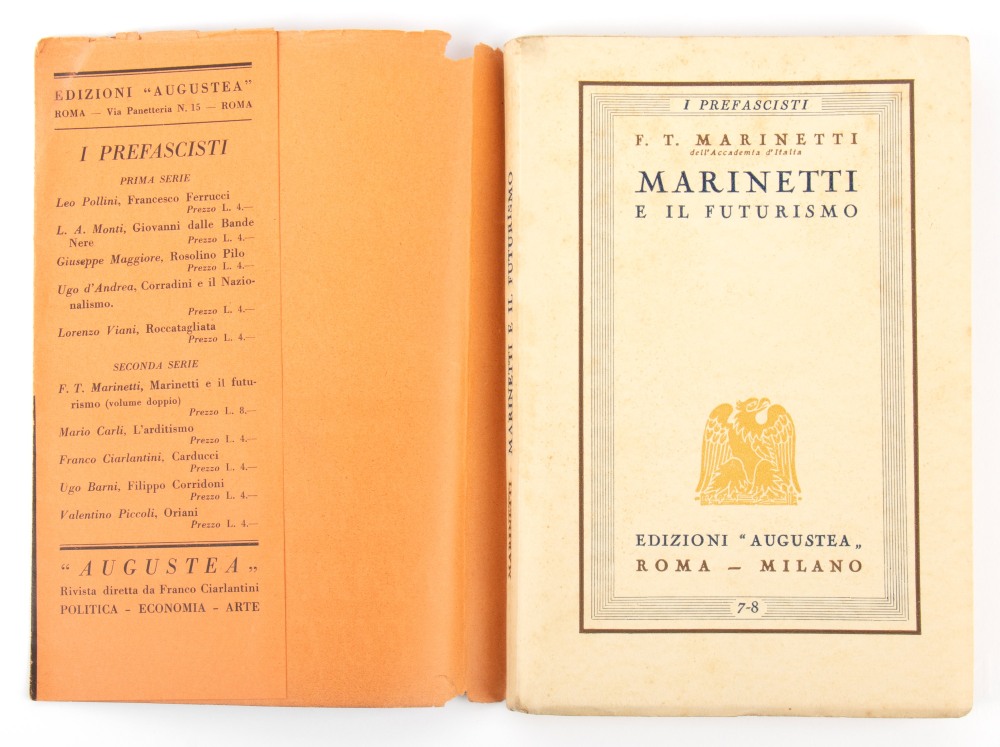 EDIZIONI "AUGUSTEA"
ROMA — Via Panetteria N. 15 — ROMA
I PREFASCISTI
PRIMA SERIE
Leo Pollini, Francesco Ferrucci
Prezzo L. 4.—
L. A. Monti, Giovanni dalle Bande
Nere Prezzo L. 4.—
Giuseppe Maggiore, Rosolino Pilo
Prezzo L. 4.—
Ugo d'Andrea, Corradini e il Nazio-
nalismo.
Prezzo L. 4.—
Lorenzo Viani, Roccatagliata
Prezzo L. 4.—
SECONDA SERIE
F. T. Marinetti, Marinetti e il futu-
rismo (volume doppio)
Prezzo L. 8.—
Mario Carli, L'arditismo
Prezzo L. 4.—
Franco Ciarlantini, Carducci
Prezzo L. 4.—
Ugo Barni, Filippo Corridoni
Prezzo L. 4.—
Valentino Piccoli, Oriani
Prezzo L. 4.—
“ AUGUSTEA „
Rivista diretta da Franco Ciarlantini
POLITICA - ECONOMIA - ARTE
MARINETTI - MARINETTI E IL FUTURISMO
I PREFASCISTI
F. T. MARINETTI
dell'Accademia d'Italia
MARINETTI
E IL FUTURISMO
EDIZIONI “ AUGUSTEA „
ROMA — MILANO
7-8